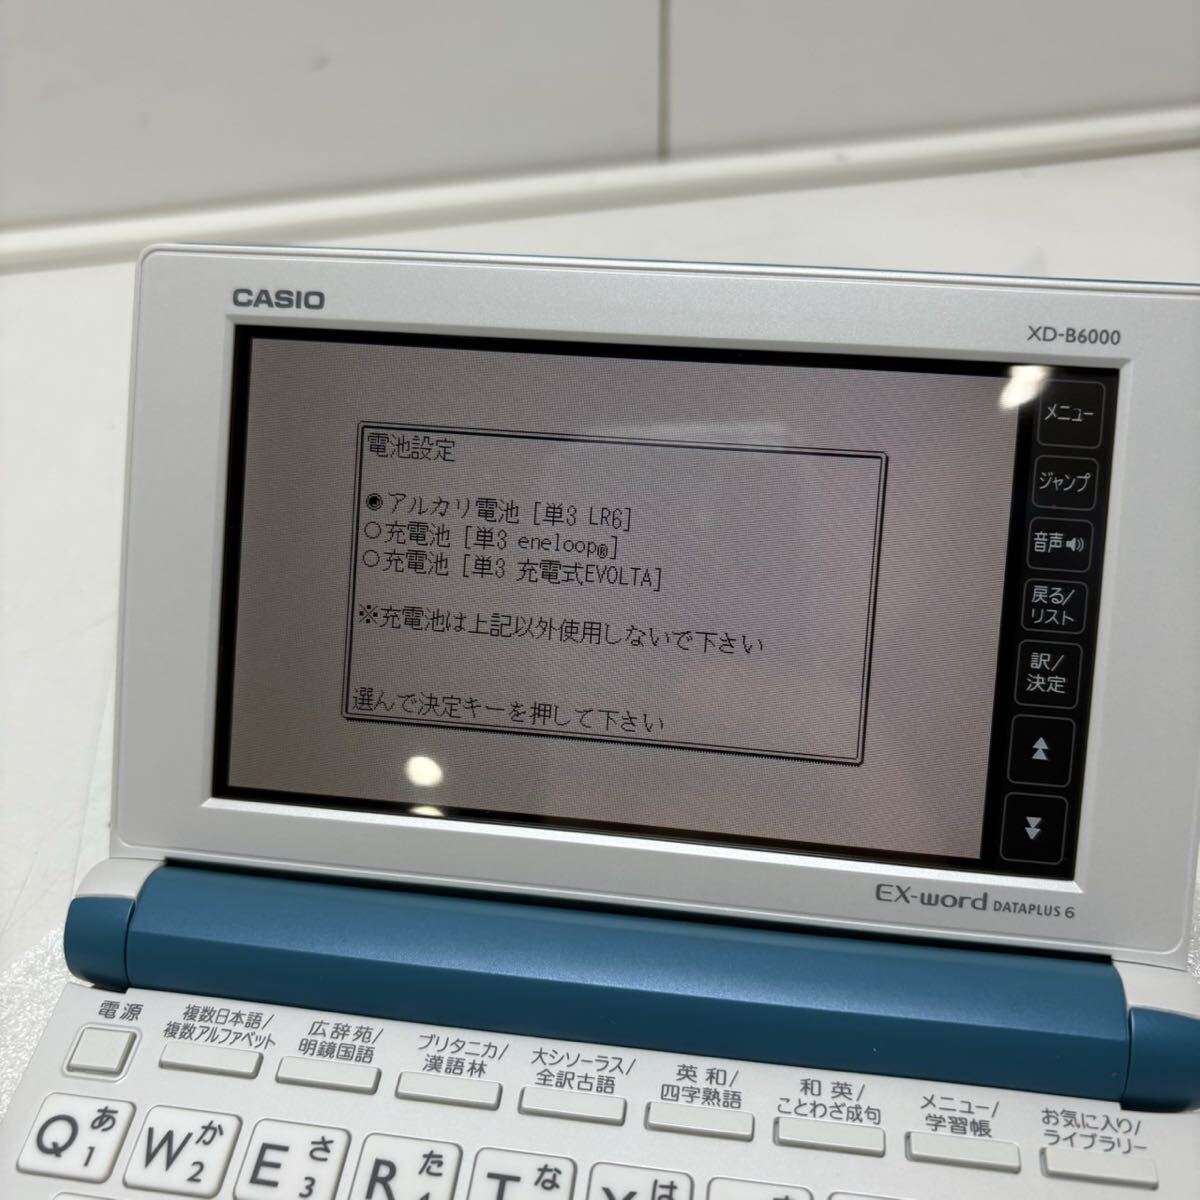 CASIO
XD-B6000
電池設定
◉アルカリ電池 [単3 LR6]
○充電池 [単3 eneloop®]
○充電池 [単3 充電式EVOLTA]
※充電池は上記以外使用しないで下さい
選んで決定キーを押して下さい
メニュー
ジャンプ
音声
戻る/
リスト
訳/
決定
EX-word DATAPLUS 6
電源
複数日本語/
複数アルファベット
広辞苑/
明鏡国語
ブリタニカ/
漢語林
大シソーラス/
全訳古語
英和/
四字熟語
和英/
ことわざ成句
メニュー/
学習帳
お気に入り/
ライブラリー
Q あ 1
W か 2
E さ 3
R た
T な
は